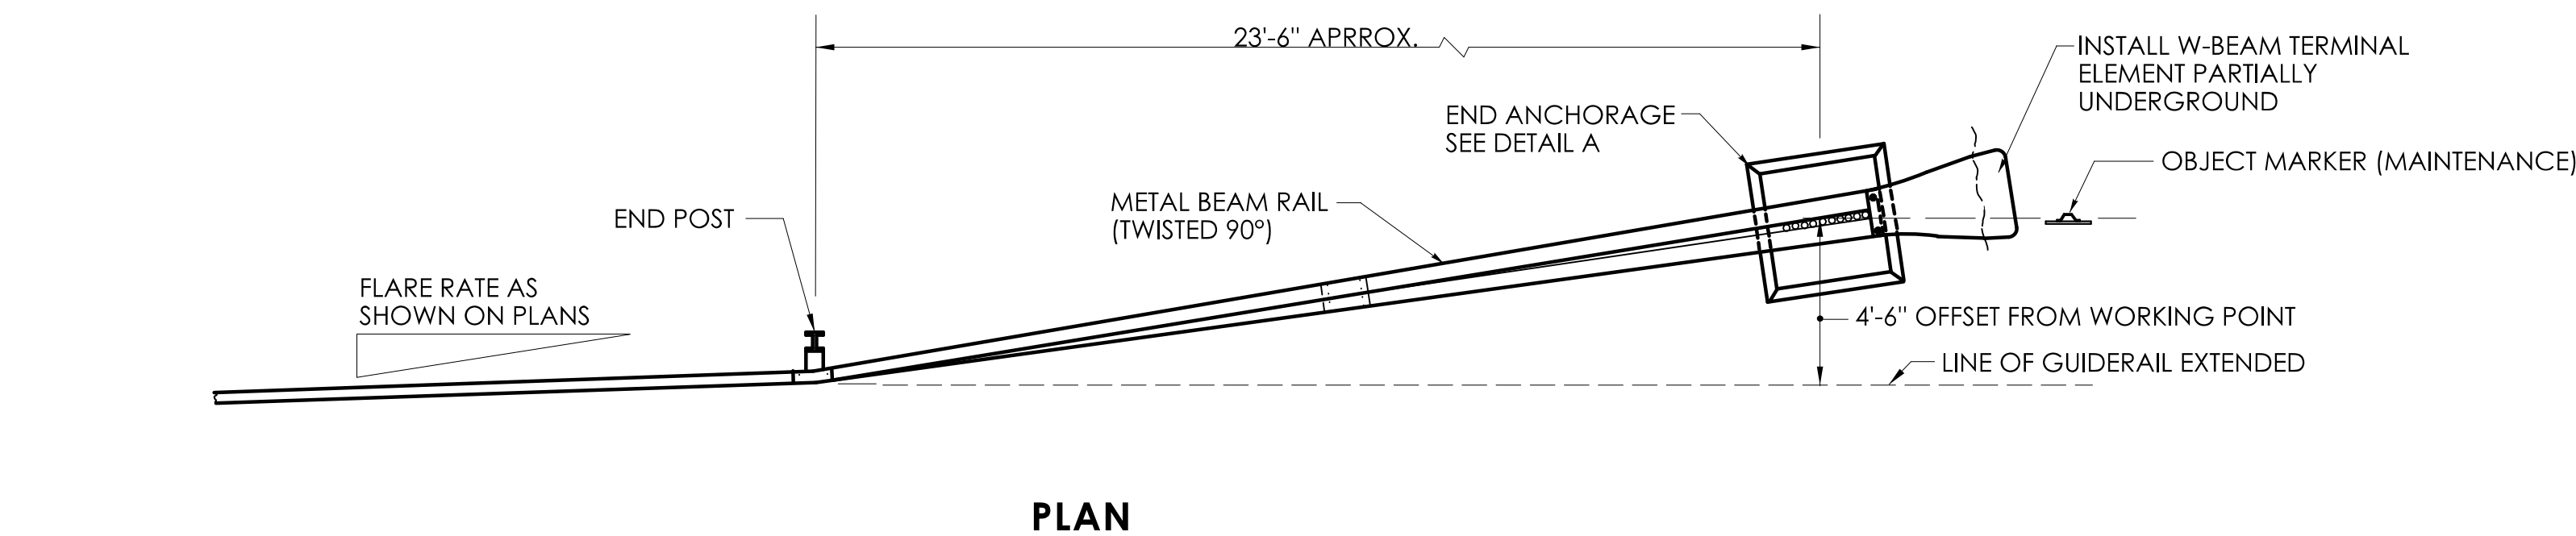 23'-6" APRROX.
INSTALL W-BEAM TERMINAL
ELEMENT PARTIALLY
UNDERGROUND
END ANCHORAGE
SEE DETAIL A
OBJECT MARKER (MAINTENANCE)
METAL BEAM RAIL
(TWISTED 90°)
END POST
FLARE RATE AS
SHOWN ON PLANS
4'-6" OFFSET FROM WORKING POINT
LINE OF GUIDERAIL EXTENDED
PLAN